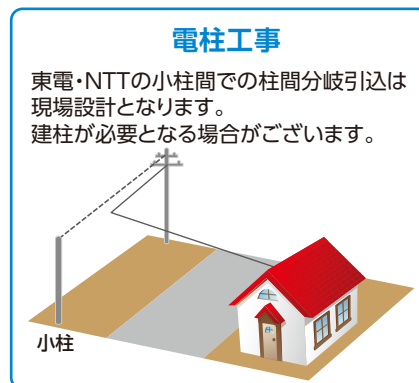 電柱工事
東電・NTTの小柱間での柱間分岐引込は
現場設計となります。
建柱が必要となる場合がございます。
小柱